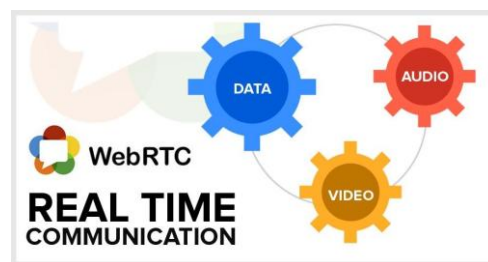 DATA
AUDIO
WebRTC
VIDEO
REAL TIME
COMMUNICATION